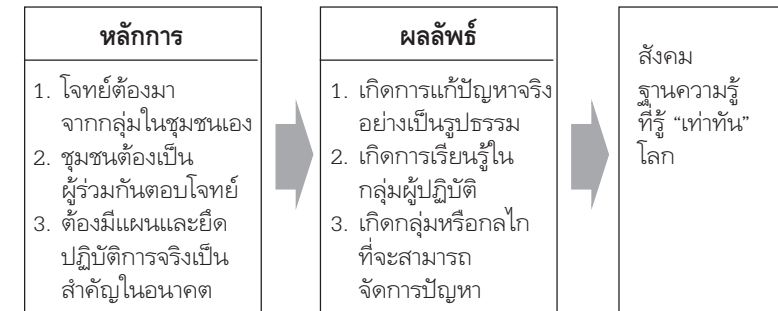 หลักการ
1. โจทย์ต้องมา
จากกลุ่มในชุมชนเอง
2. ชุมชนต้องเป็น
ผู้ร่วมกันตอบโจทย์
3. ต้องมีแผนและยึด
ปฏิบัติการจริงเป็น
สำคัญในอนาคต
ผลลัพธ์
1. เกิดการแก้ปัญหาจริง
อย่างเป็นรูปธรรม
2. เกิดการเรียนรู้ใน
กลุ่มผู้ปฏิบัติ
3. เกิดกลุ่มหรือกลไก
ที่จะสามารถ
จัดการปัญหา
สังคม
ฐานความรู้
ที่รู้ “เท่าทัน”
โลก